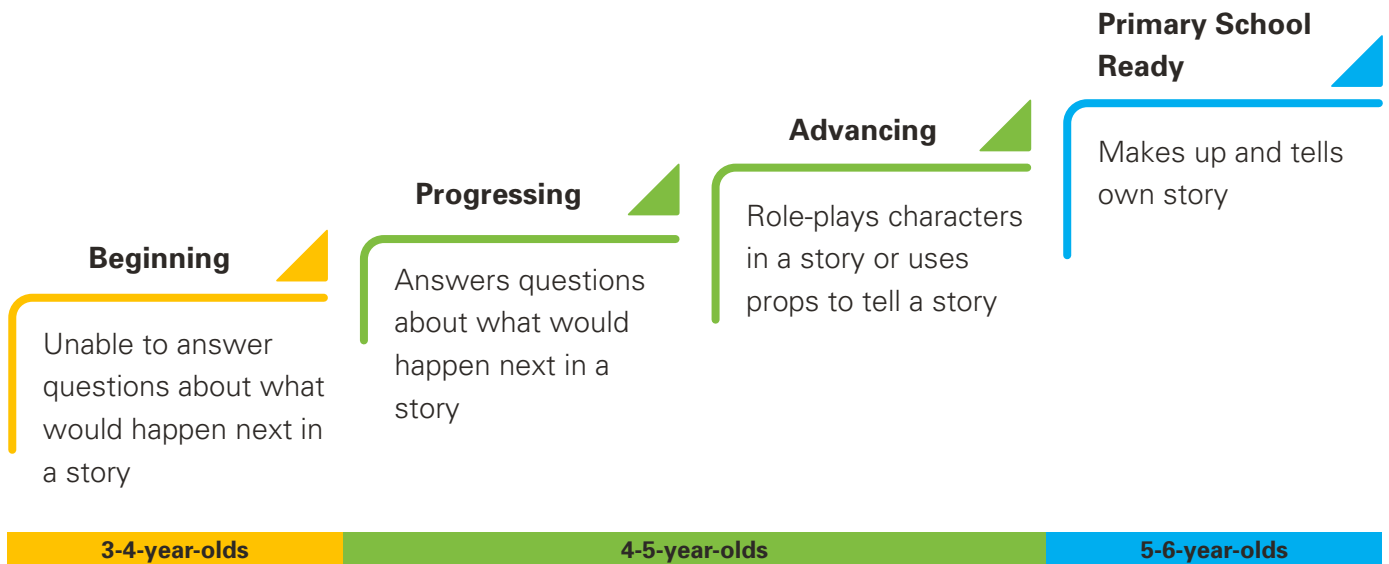 Beginning
Unable to answer
questions about what
would happen next in
a story
Progressing
Answers questions
about what would
happen next in a
story
Advancing
Role-plays characters
in a story or uses
props to tell a story
Primary School
Ready
Makes up and tells
own story
3-4-year-olds
4-5-year-olds
5-6-year-olds